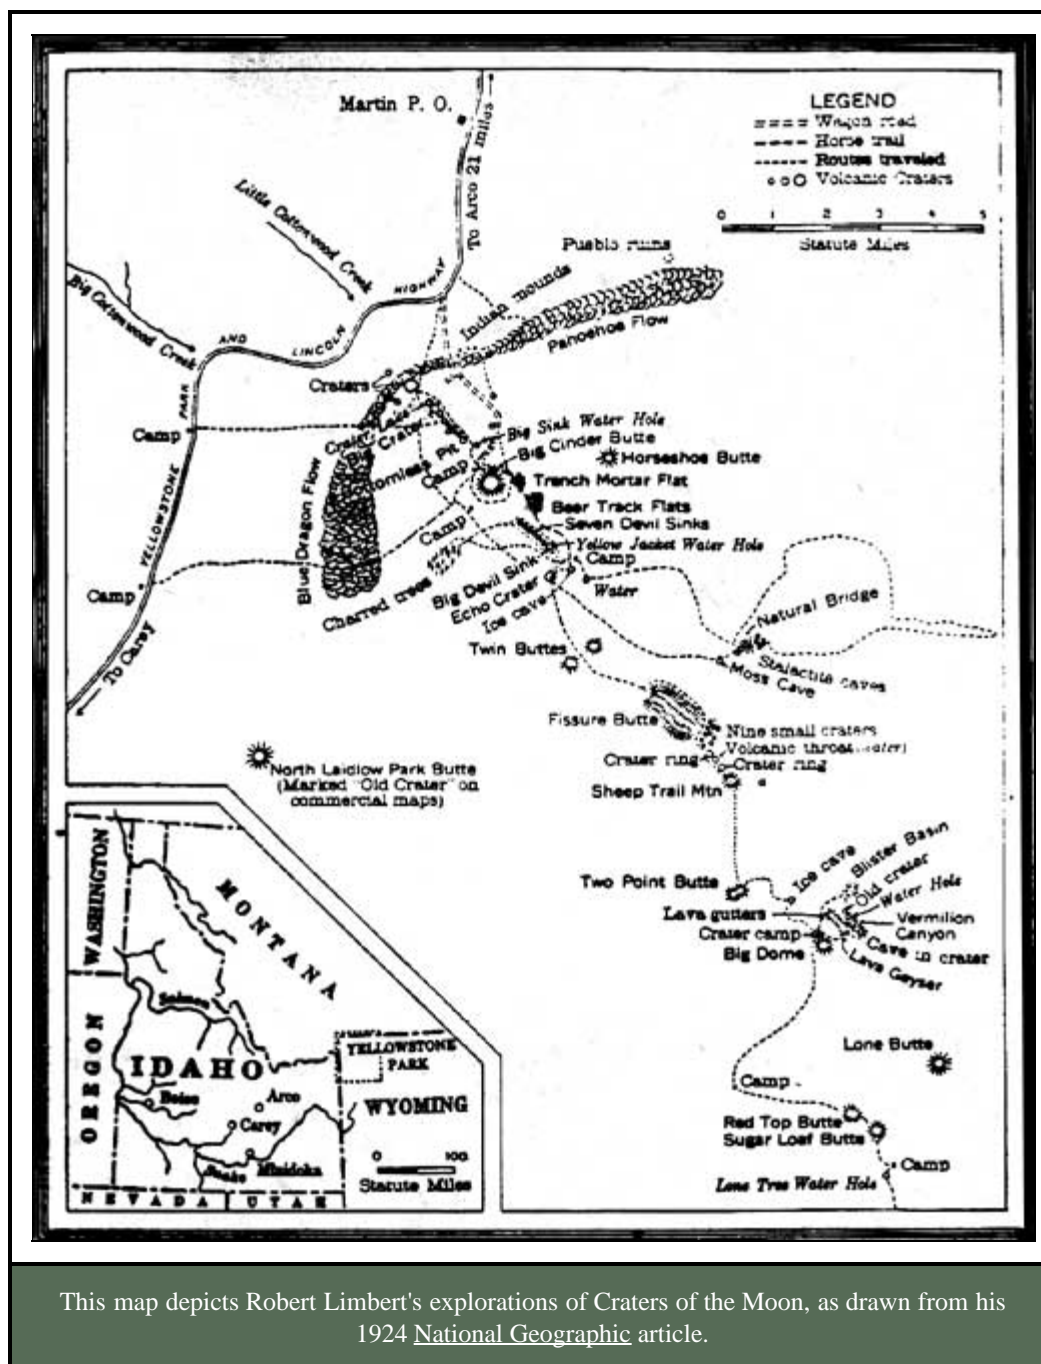 Martin P. O.
To Arco 21 miles
LEGEND
Wagon road
Horse trail
Routes traveled
Volcanic Craters
0 1 2 3 4 5
Statute Miles
Little Cottonwood Creek
Big Cottonwood Creek
YELLOWSTONE PARK AND LINCOLN HIGHWAY
Pueblo ruins
Indian mounds
Pahoehoe Flow
Craters
Crater Lake
Big Crater
Camp
Big Sink Water Hole
Big Cinder Butte
Horseshoe Butte
Camp
Trench Mortar Flat
Bear Track Flats
Seven Devil Sinks
Blue Dragon Flow
Camp
Yellow Jacket Water Hole
Camp
Big Devil Sink
Echo Crater
Ice cave
Water
Camp
Charred trees
To Carey
Natural Bridge
Twin Buttes
Stalactite caves
Moss Cave
Fissure Butte
Nine small craters
Volcanic throat
Crater ring
Crater ring
Sheep Trail Mtn
North Laidlow Park Butte
(Marked "Old Crater" on
commercial maps)
Two Point Butte
Ice cave
Blister Basin
Old crater
Water Hole
Lava gutters
Vermilion
Canyon
Crater camp
Big Dome
Cave in crater
Lava Geyser
Lone Butte
Camp
Red Top Butte
Sugar Loaf Butte
Camp
Lone Tree Water Hole
WASHINGTON
MONTANA
OREGON
Salmon
IDAHO
YELLOWSTONE
PARK
Boise
Arco
WYOMING
Carey
Minidoka
Snake
0 100
Statute Miles
NEVADA
UTAH
This map depicts Robert Limbert's explorations of Craters of the Moon, as drawn from his
1924 National Geographic article.